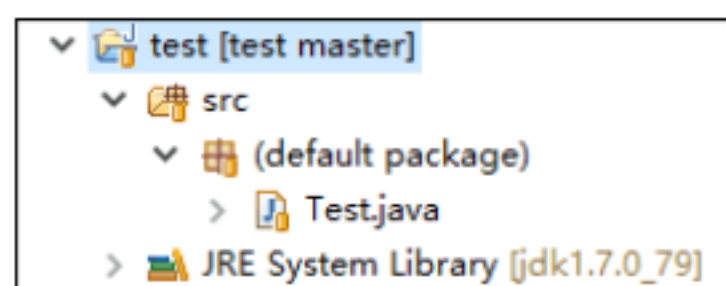 test [test master]
src
(default package)
Test.java
JRE System Library [jdk1.7.0_79]